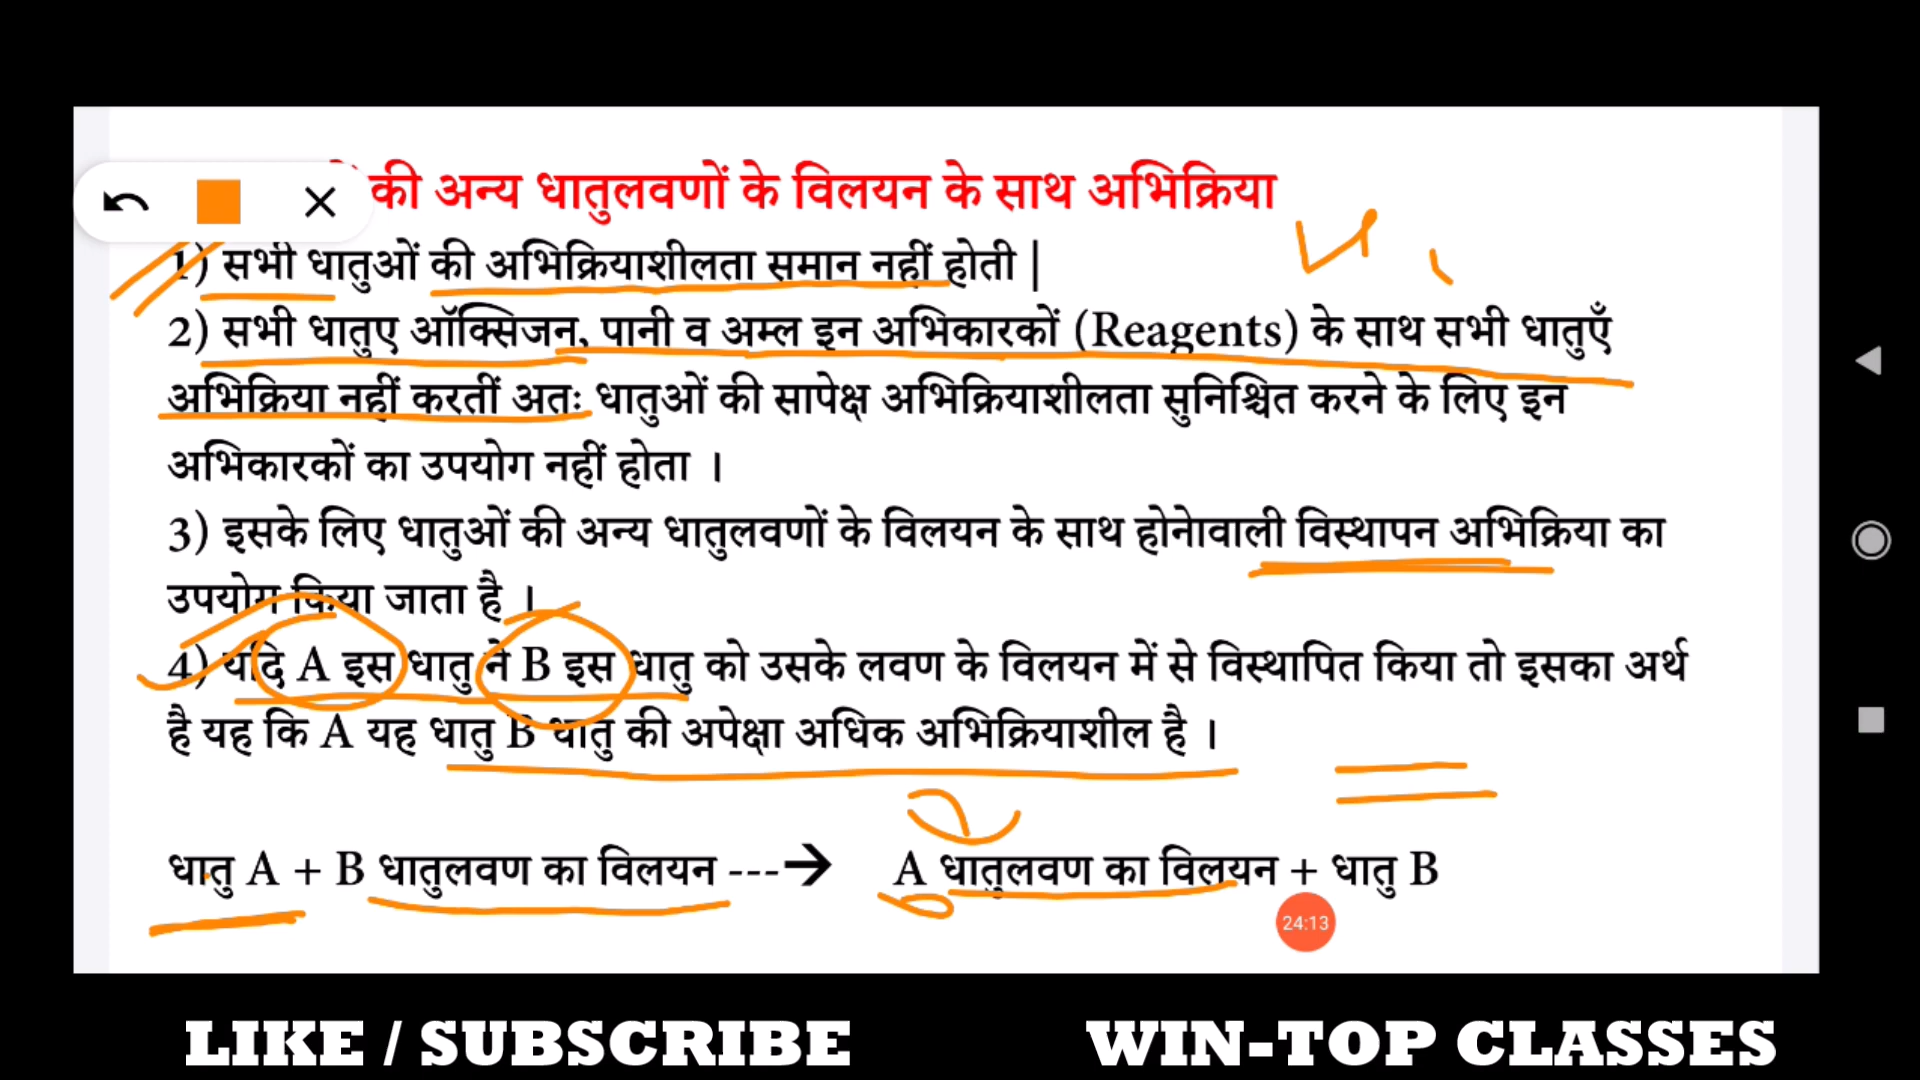 की अन्य धातुलवणों के विलयन के साथ अभिक्रिया
1) सभी धातुओं की अभिक्रियाशीलता समान नहीं होती |
2) सभी धातुए ऑक्सिजन, पानी व अम्ल इन अभिकारकों (Reagents) के साथ सभी धातुएँ
अभिक्रिया नहीं करतीं अतः धातुओं की सापेक्ष अभिक्रियाशीलता सुनिश्चित करने के लिए इन
अभिकारकों का उपयोग नहीं होता ।
3) इसके लिए धातुओं की अन्य धातुलवणों के विलयन के साथ होनेावाली विस्थापन अभिक्रिया का
उपयोग किया जाता है ।
4) यदि A इस धातु ने B इस धातु को उसके लवण के विलयन में से विस्थापित किया तो इसका अर्थ
है यह कि A यह धातु B धातु की अपेक्षा अधिक अभिक्रियाशील है ।
धातु A + B धातुलवण का विलयन ---→ A धातुलवण का विलयन + धातु B
24:13
LIKE / SUBSCRIBE WIN-TOP CLASSES